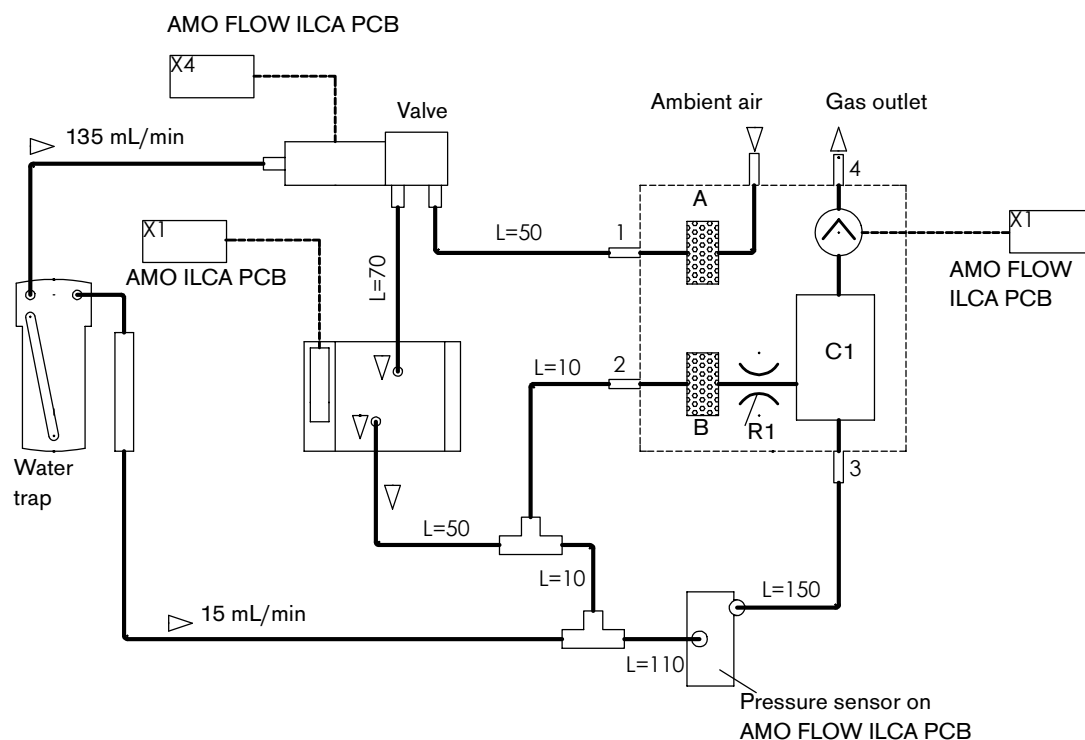 AMO FLOW ILCA PCB
X4
Valve
Ambient air
Gas outlet
135 mL/min
4
A
X1
L=50
1
X1
AMO ILCA PCB
L=70
AMO FLOW
ILCA PCB
C1
L=10
2
B
R1
Water
trap
3
L=50
L=10
L=150
15 mL/min
L=110
Pressure sensor on
AMO FLOW ILCA PCB